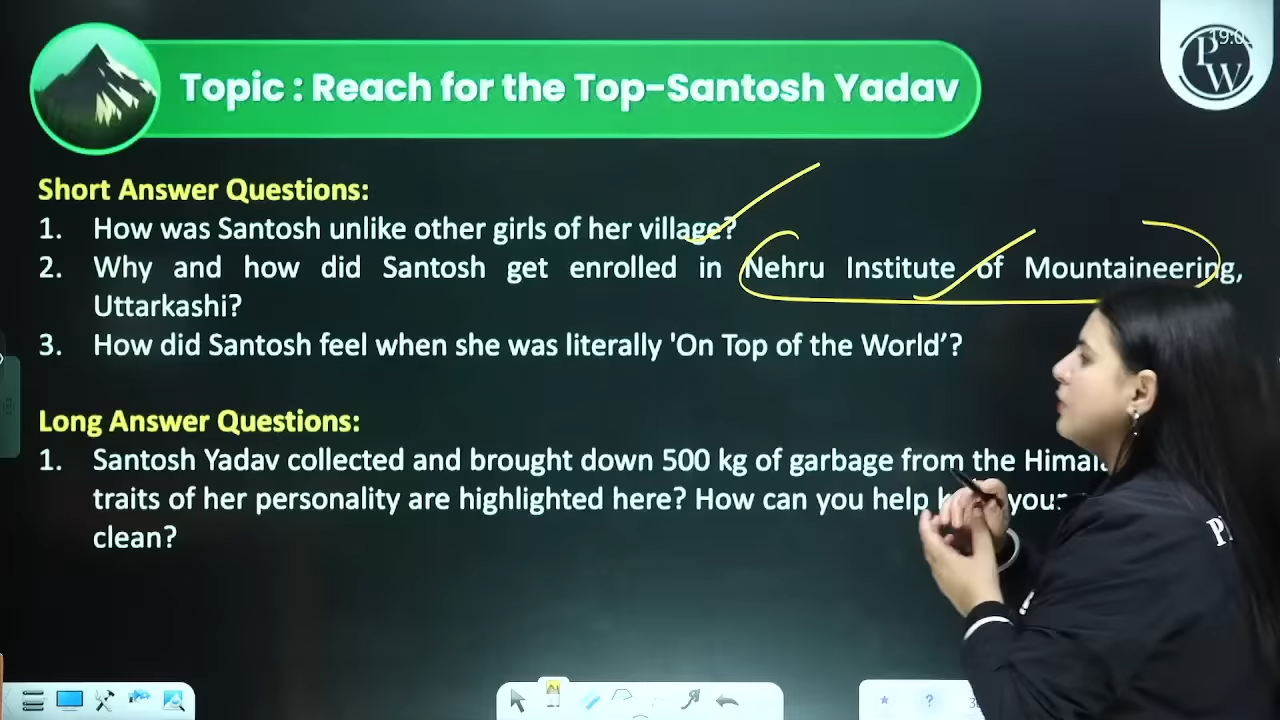 Topic : Reach for the Top-Santosh Yadav
PW
Short Answer Questions:
1. How was Santosh unlike other girls of her village?
2. Why and how did Santosh get enrolled in Nehru Institute of Mountaineering,
Uttarkashi?
3. How did Santosh feel when she was literally 'On Top of the World’?
Long Answer Questions:
1. Santosh Yadav collected and brought down 500 kg of garbage from the
traits of her personality are highlighted here? How can you help
clean?